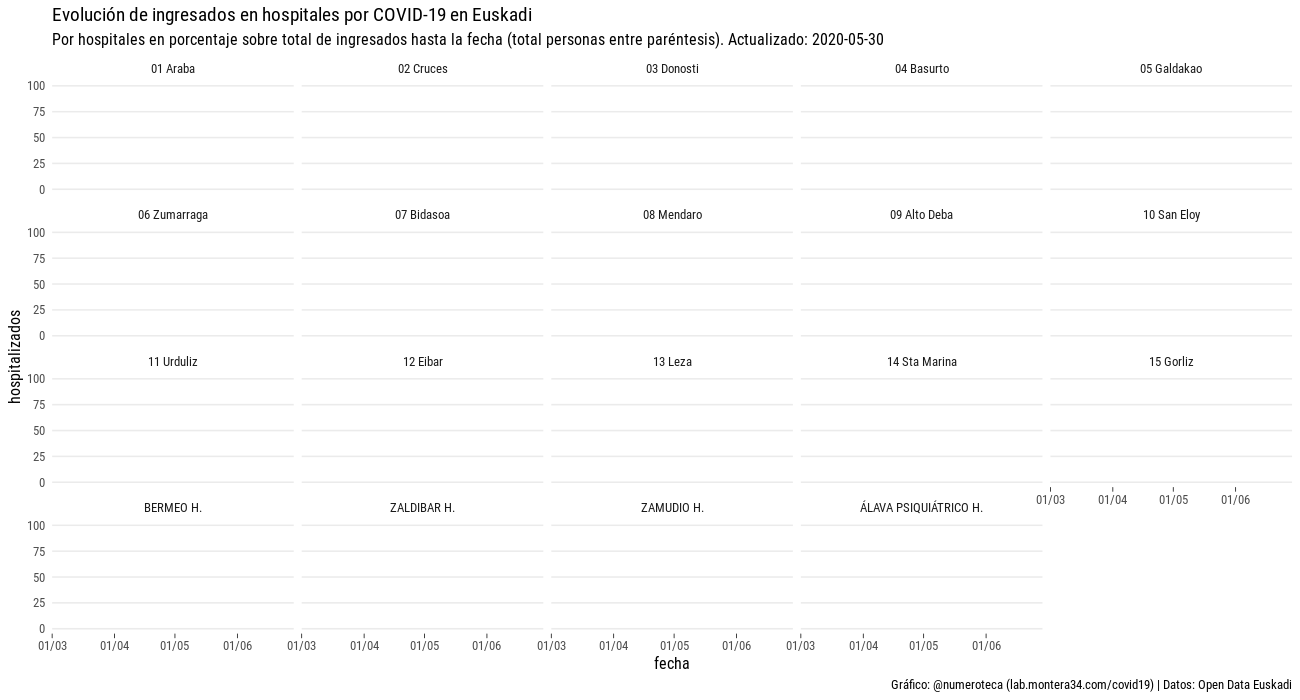 Evolución de ingresados en hospitales por COVID-19 en Euskadi
Por hospitales en porcentaje sobre total de ingresados hasta la fecha (total personas entre paréntesis). Actualizado: 2020-05-30
01 Araba 02 Cruces 03 Donosti 04 Basurto 05 Galdakao
100
75
50
25
0
06 Zumarraga 07 Bidasoa 08 Mendaro 09 Alto Deba 10 San Eloy
100
75
50
25
0
hospitalizados
11 Urduliz 12 Eibar 13 Leza 14 Sta Marina 15 Gorliz
100
75
50
25
0
01/03 01/04 01/05 01/06
BERMEO H. ZALDIBAR H. ZAMUDIO H. ÁLAVA PSIQUIÁTRICO H.
100
75
50
25
0
01/03 01/04 01/05 01/06 01/03 01/04 01/05 01/06 01/03 01/04 01/05 01/06 01/03 01/04 01/05 01/06
fecha
Gráfico: @numeroteca (lab.montera34.com/covid19) | Datos: Open Data Euskadi